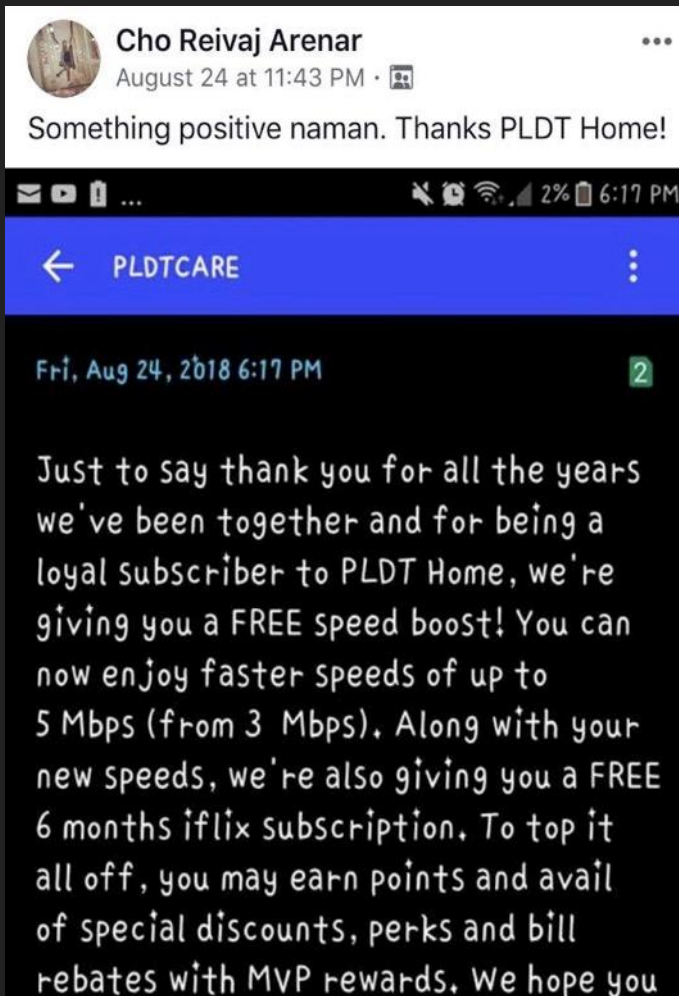 Cho Reivaj Arenar
August 24 at 11:43 PM ·
Something positive naman. Thanks PLDT Home!
... 2% 6:17 PM
PLDTCARE
Fri, Aug 24, 2018 6:17 PM 2
Just to say thank you for all the years
we've been together and for being a
loyal subscriber to PLDT Home, we're
giving you a FREE speed boost! You can
now enjoy faster speeds of up to
5 Mbps (from 3 Mbps). Along with your
new speeds, we're also giving you a FREE
6 months iflix subscription. To top it
all off, you may earn points and avail
of special discounts, perks and bill
rebates with MVP rewards. We hope you